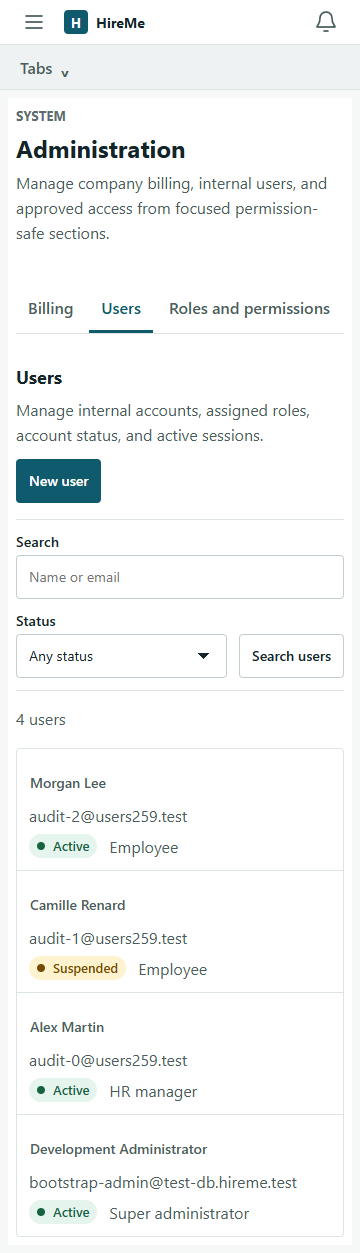 H HireMe
Tabs v
SYSTEM
Administration
Manage company billing, internal users, and
approved access from focused permission-
safe sections.
Billing Users Roles and permissions
Users
Manage internal accounts, assigned roles,
account status, and active sessions.
New user
Search
Name or email
Status
Any status Search users
4 users
Morgan Lee
audit-2@users259.test
Active Employee
Camille Renard
audit-1@users259.test
Suspended Employee
Alex Martin
audit-0@users259.test
Active HR manager
Development Administrator
bootstrap-admin@test-db.hireme.test
Active Super administrator